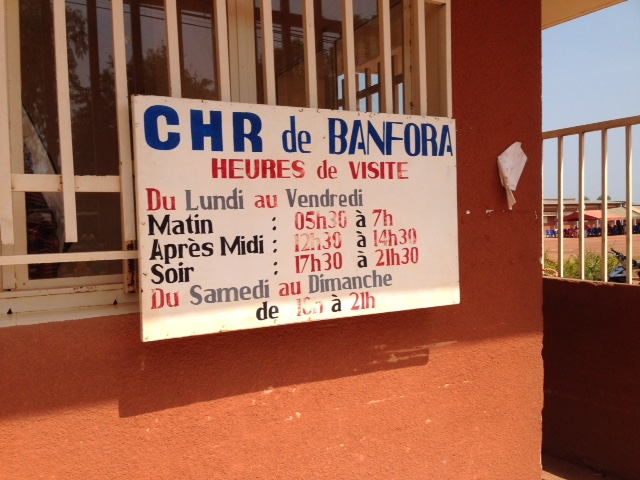 CHR de BANFORA
HEURES de VISITE
Du Lundi au Vendredi
Matin : 05h30 à 7h
Après Midi : 12h30 à 14h30
Soir : 17h30 à 21h30
Du Samedi au Dimanche
de 10h à 21h